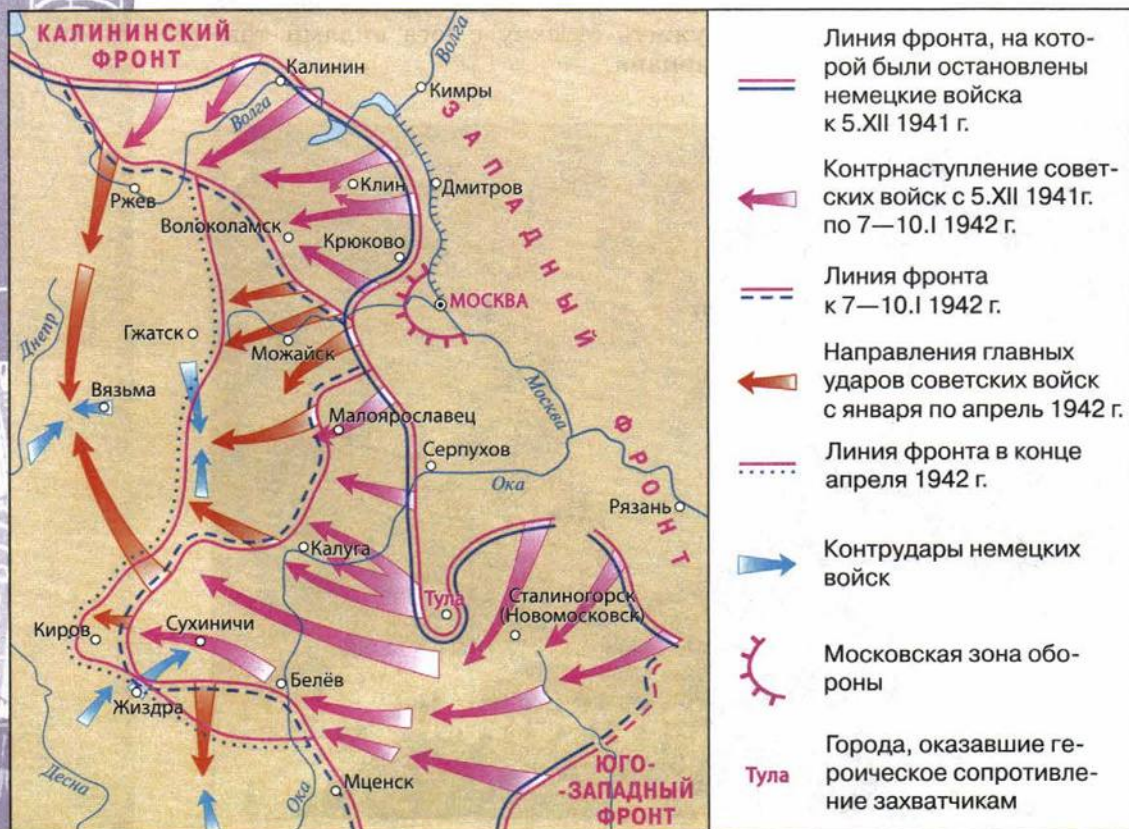 КАЛИНИНСКИЙ
ФРОНТ
Калинин
Волга
Кимры
Волга
ЗАПАДНЫЙ ФРОНТ
Клин
Дмитров
Ржев
Волоколамск
Крюково
МОСКВА
Днепр
Гжатск
Можайск
Москва
Вязьма
Малоярославец
Серпухов
Ока
Рязань
Калуга
Тула
Сталиногорск
(Новомосковск)
Киров
Сухиничи
Белёв
Жиздра
Десна
Ока
Мценск
ЮГО-
-ЗАПАДНЫЙ
ФРОНТ
Линия фронта, на кото-
рой были остановлены
немецкие войска
к 5.XII 1941 г.
Контрнаступление совет-
ских войск с 5.XII 1941г.
по 7—10.I 1942 г.
Линия фронта
к 7—10.I 1942 г.
Направления главных
ударов советских войск
с января по апрель 1942 г.
Линия фронта в конце
апреля 1942 г.
Контрудары немецких
войск
Московская зона обо-
роны
Тула
Города, оказавшие ге-
роическое сопротивле-
ние захватчикам